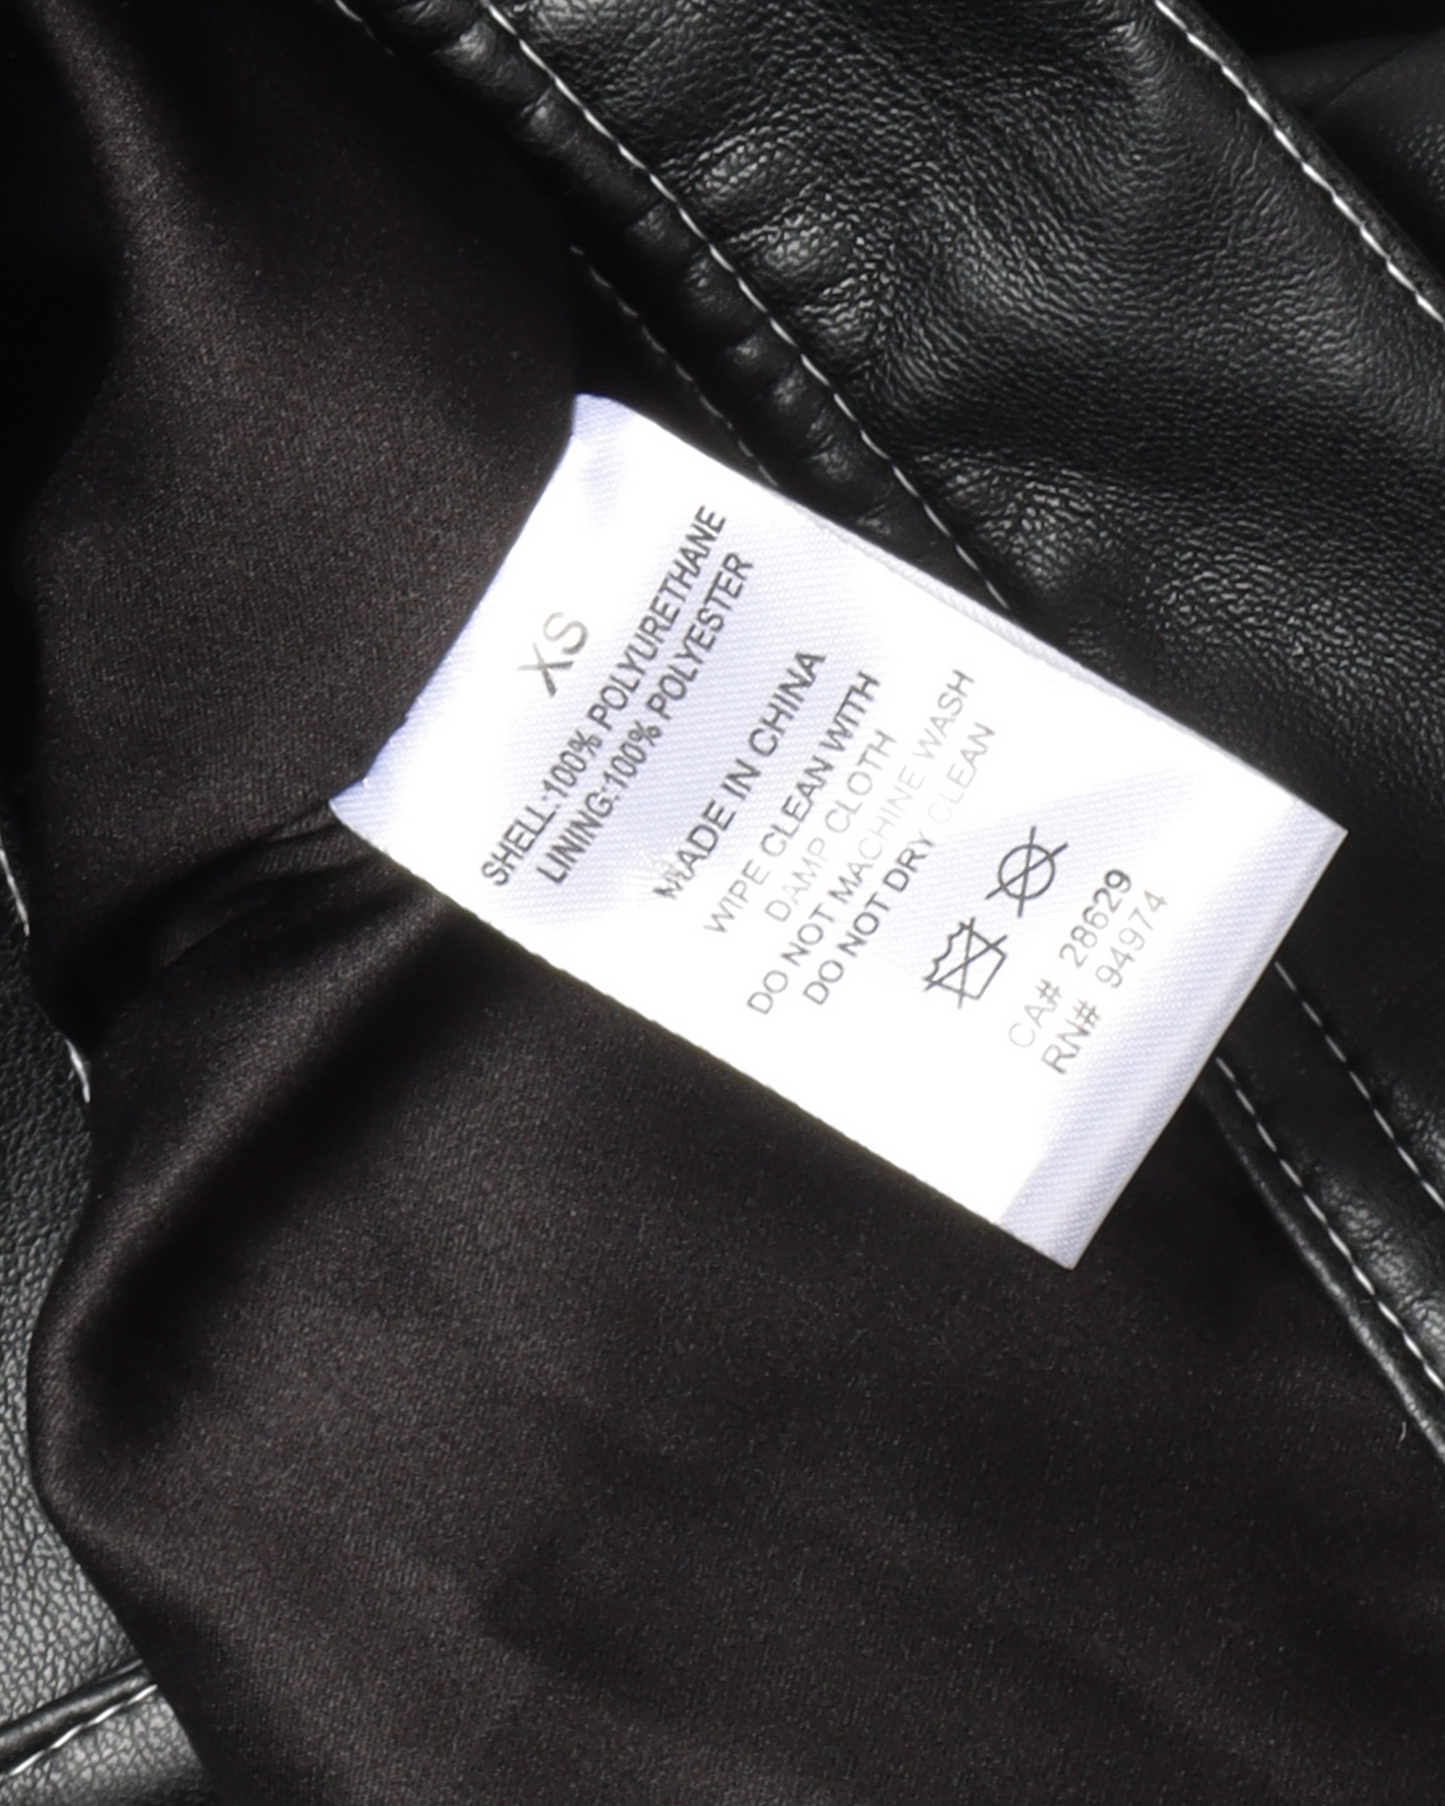 XS
SHELL:100% POLYURETHANE
LINING:100% POLYESTER
MADE IN CHINA
WIPE CLEAN WITH
DAMP CLOTH
DO NOT MACHINE WASH
DO NOT DRY CLEAN
CA# 28629
RN# 94974